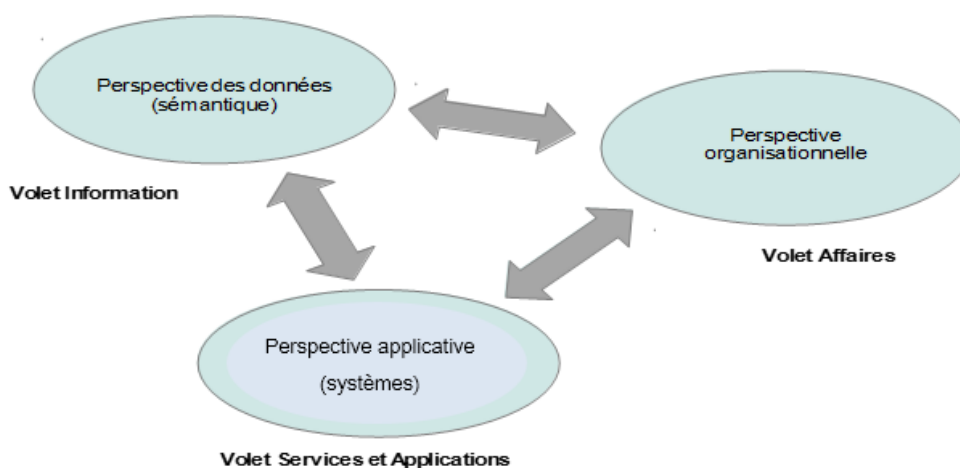 Perspective des données
(sémantique)
Volet Information
Perspective
organisationnelle
Volet Affaires
Perspective applicative
(systèmes)
Volet Services et Applications